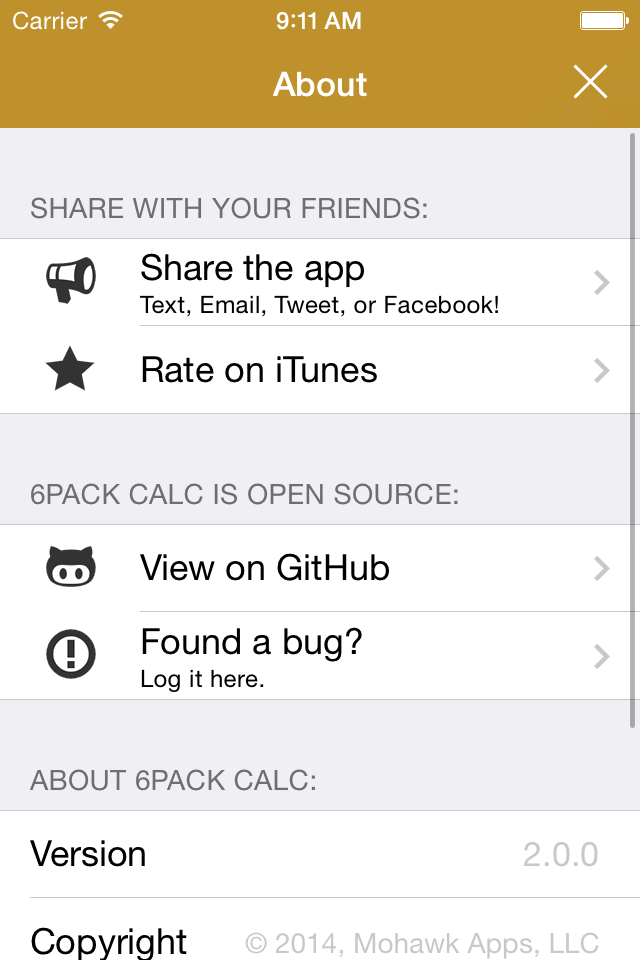 Carrier 9:11 AM
About
SHARE WITH YOUR FRIENDS:
Share the app
Text, Email, Tweet, or Facebook!
Rate on iTunes
6PACK CALC IS OPEN SOURCE:
View on GitHub
Found a bug?
Log it here.
ABOUT 6PACK CALC:
Version 2.0.0
Copyright © 2014, Mohawk Apps, LLC